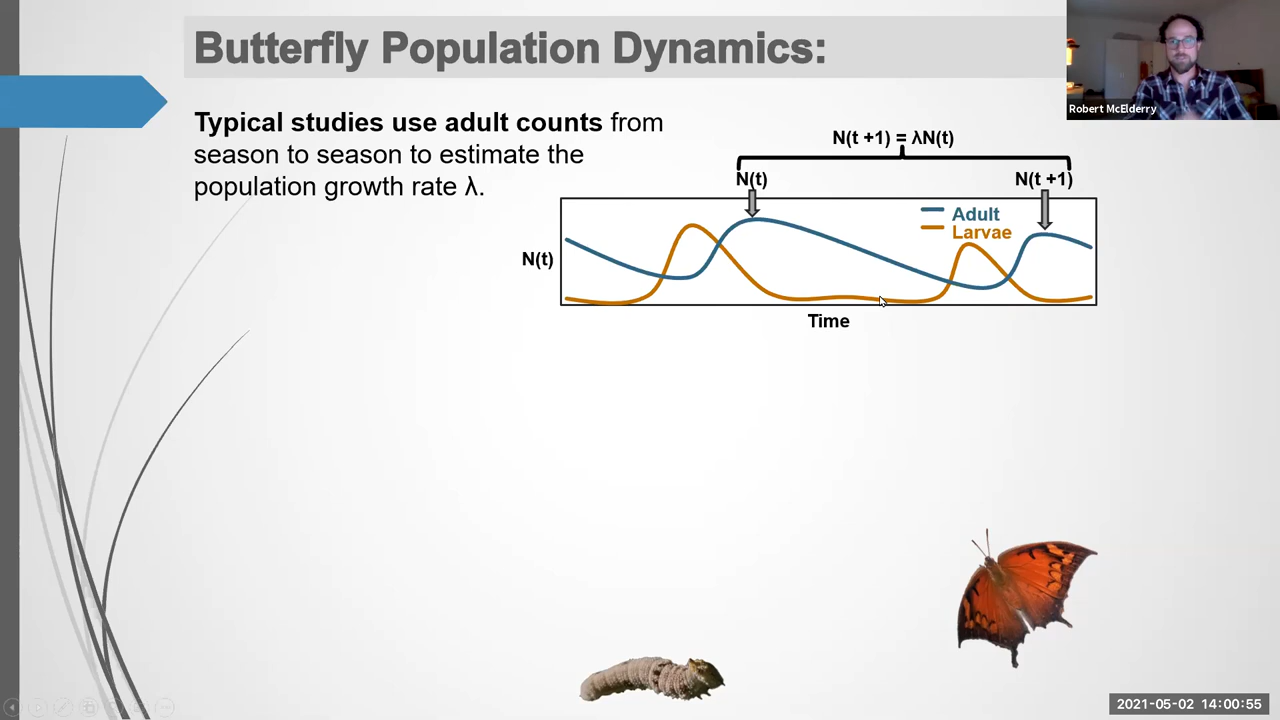 Butterfly Population Dynamics:
Robert McElderry
Typical studies use adult counts from
season to season to estimate the
population growth rate λ.
N(t +1) = λN(t)
N(t)
N(t +1)
Adult
Larvae
N(t)
Time
2021-05-02 14:00:55